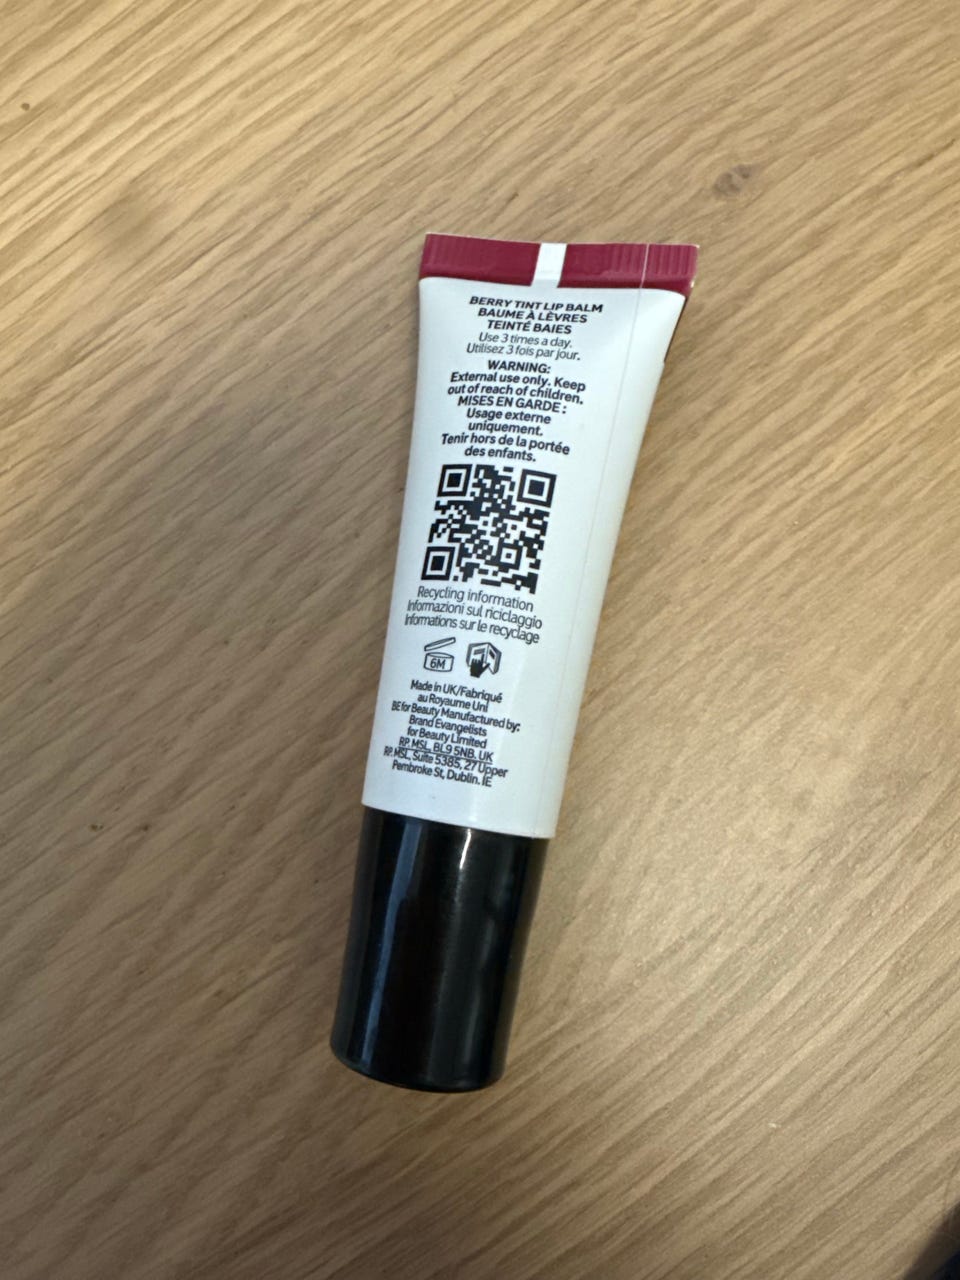 BERRY TINT LIP BALM
BAUME À LÈVRES
TEINTÉ BAIES
Use 3 times a day.
Utilisez 3 fois par jour.
WARNING:
External use only. Keep
out of reach of children.
MISES EN GARDE :
Usage externe
uniquement.
Tenir hors de la portée
des enfants.
Recycling information
Informazioni sul riciclaggio
Informations sur le recyclage
6M
Made in UK/Fabriqué
au Royaume Uni
BE for Beauty Manufactured by:
Brand Evangelists
for Beauty Limited
RP. MSL, BL9 5NB. UK
RP. MSL, Suite 5385, 27 Upper
Pembroke St, Dublin. IE